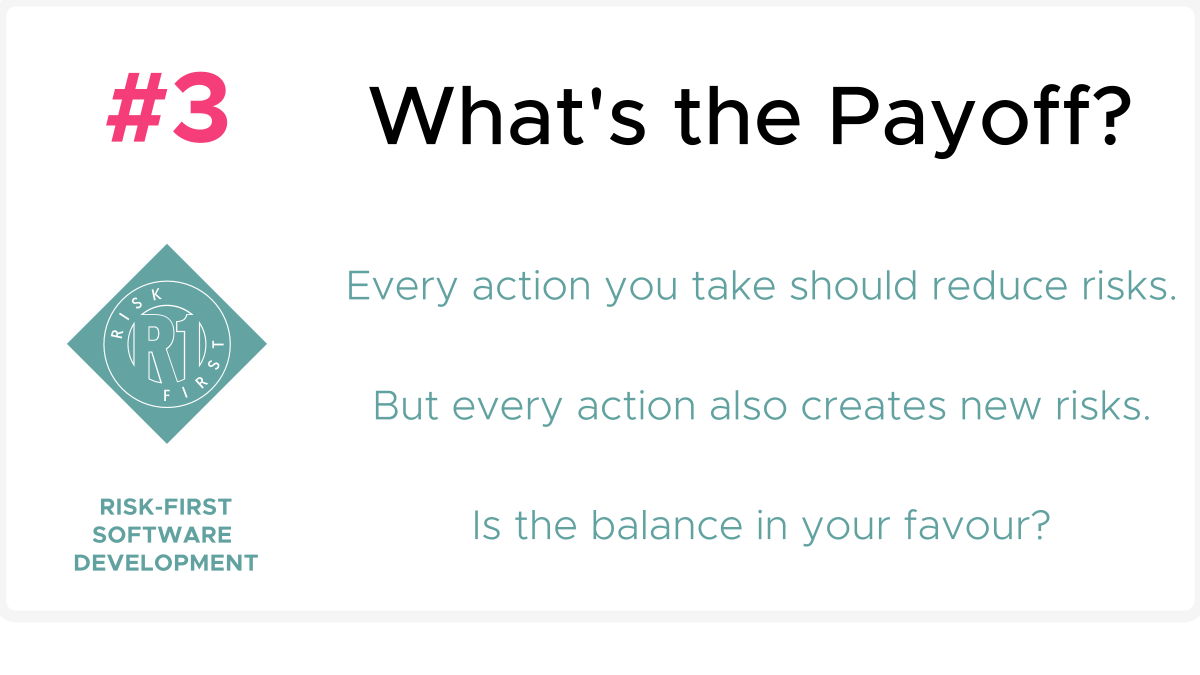 #3
What's the Payoff?
Every action you take should reduce risks.
But every action also creates new risks.
Is the balance in your favour?
RISK
R1
FIRST
RISK-FIRST
SOFTWARE
DEVELOPMENT